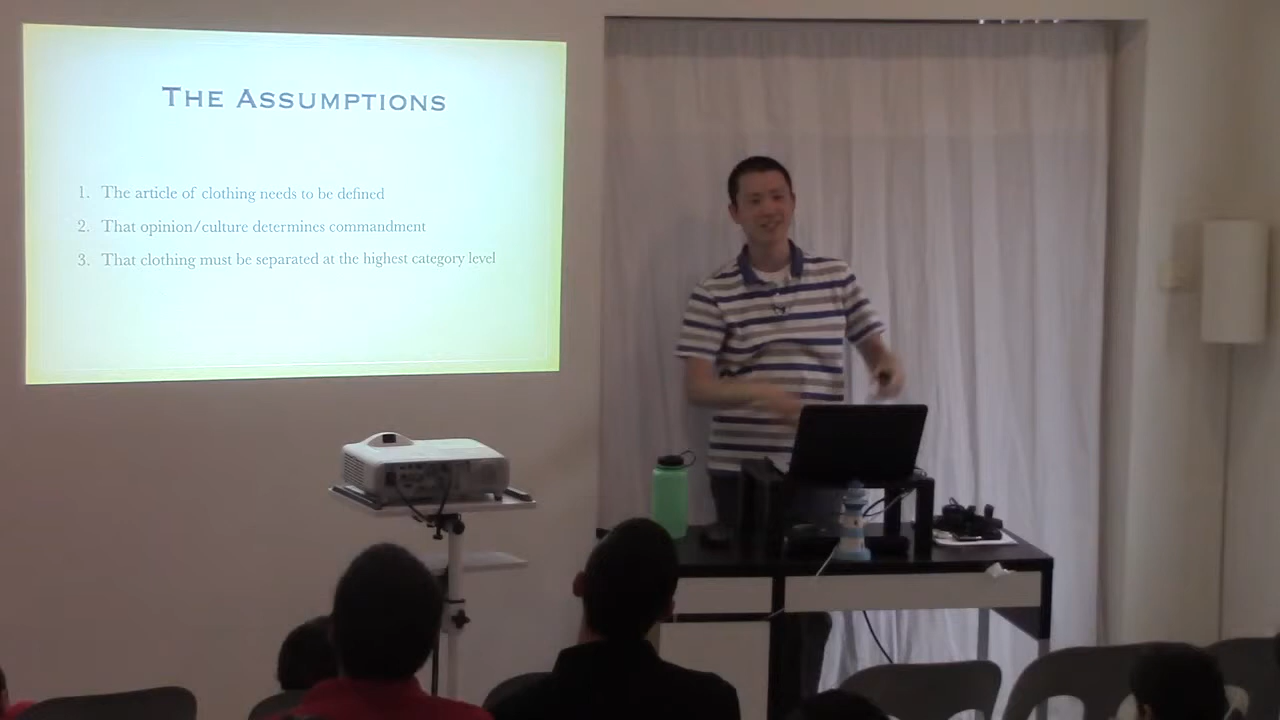 The Assumptions
1. The article of clothing needs to be defined
2. That opinion/culture determines commandment
3. That clothing must be separated at the highest category level